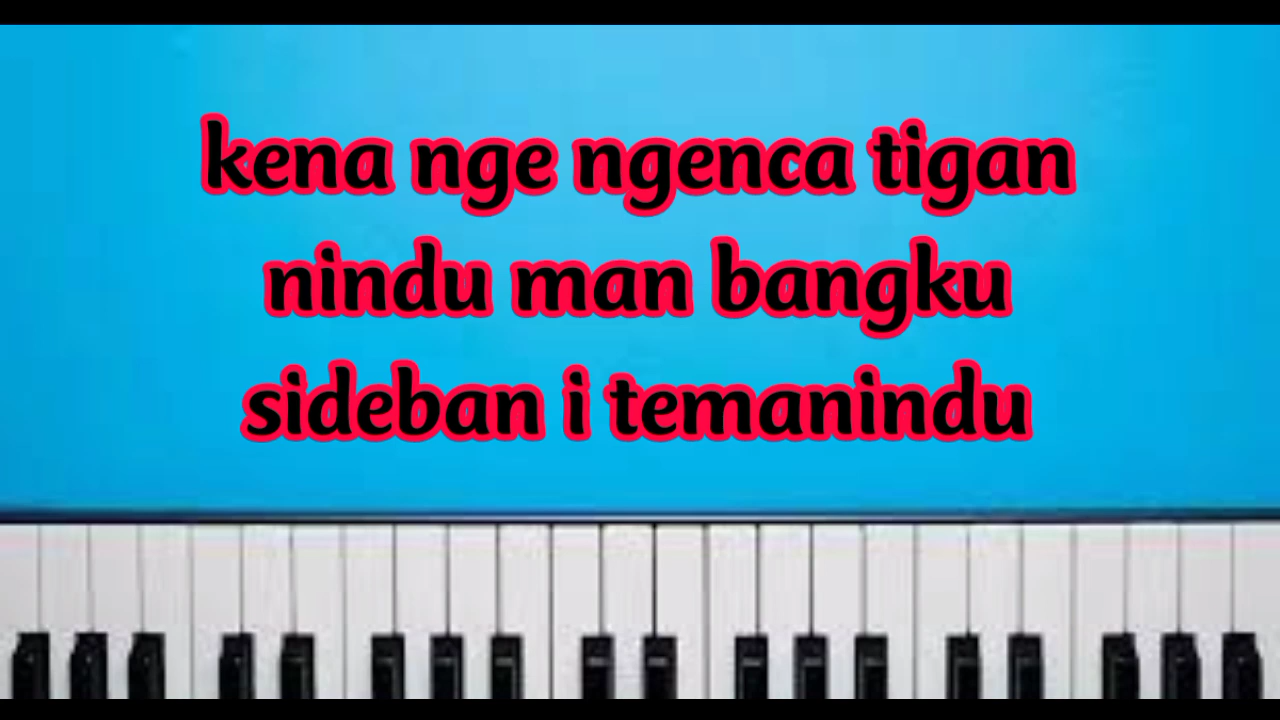 kena nge ngenca tigan
nindu man bangku
sideban i temanindu